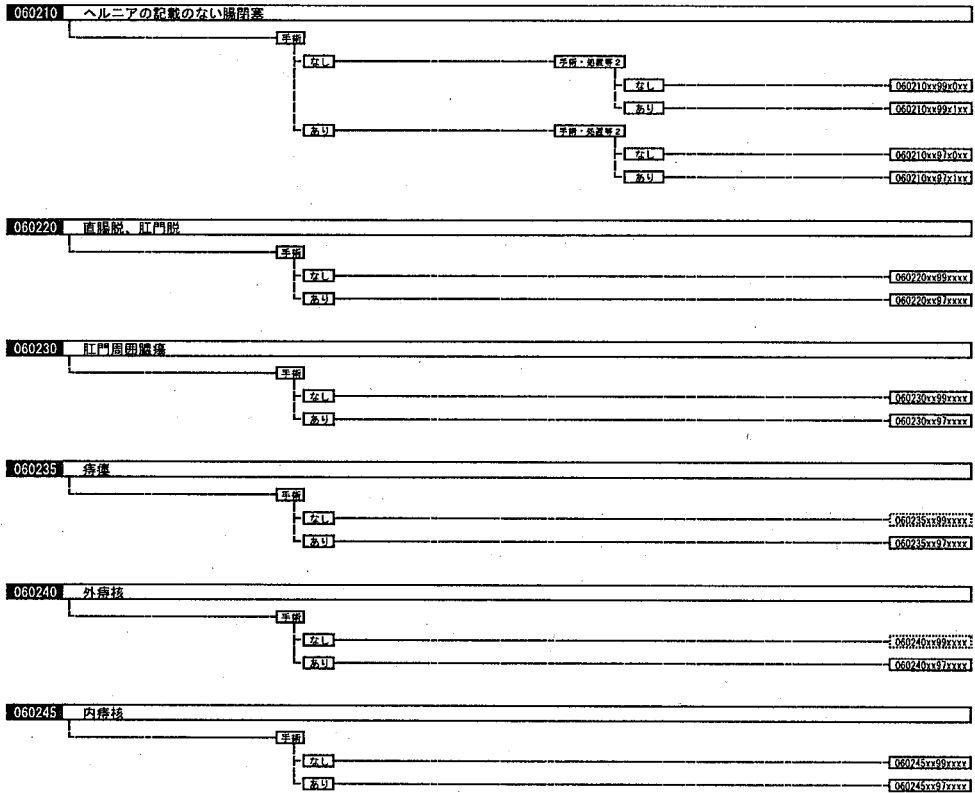 060210 ヘルニアの記載のない腸閉塞
手術
なし 手術・処置等2
なし 060210xx99x0xx
あり 060210xx99x1xx
あり 手術・処置等2
なし 060210xx97x0xx
あり 060210xx97x1xx
060220 直腸脱、肛門脱
手術
なし 060220xx99xxxx
あり 060220xx97xxxx
060230 肛門周囲膿瘍
手術
なし 060230xx99xxxx
あり 060230xx97xxxx
060235 痔瘻
手術
なし 060235xx99xxxx
あり 060235xx97xxxx
060240 外痔核
手術
なし 060240xx99xxxx
あり 060240xx97xxxx
060245 内痔核
手術
なし 060245xx99xxxx
あり 060245xx97xxxx